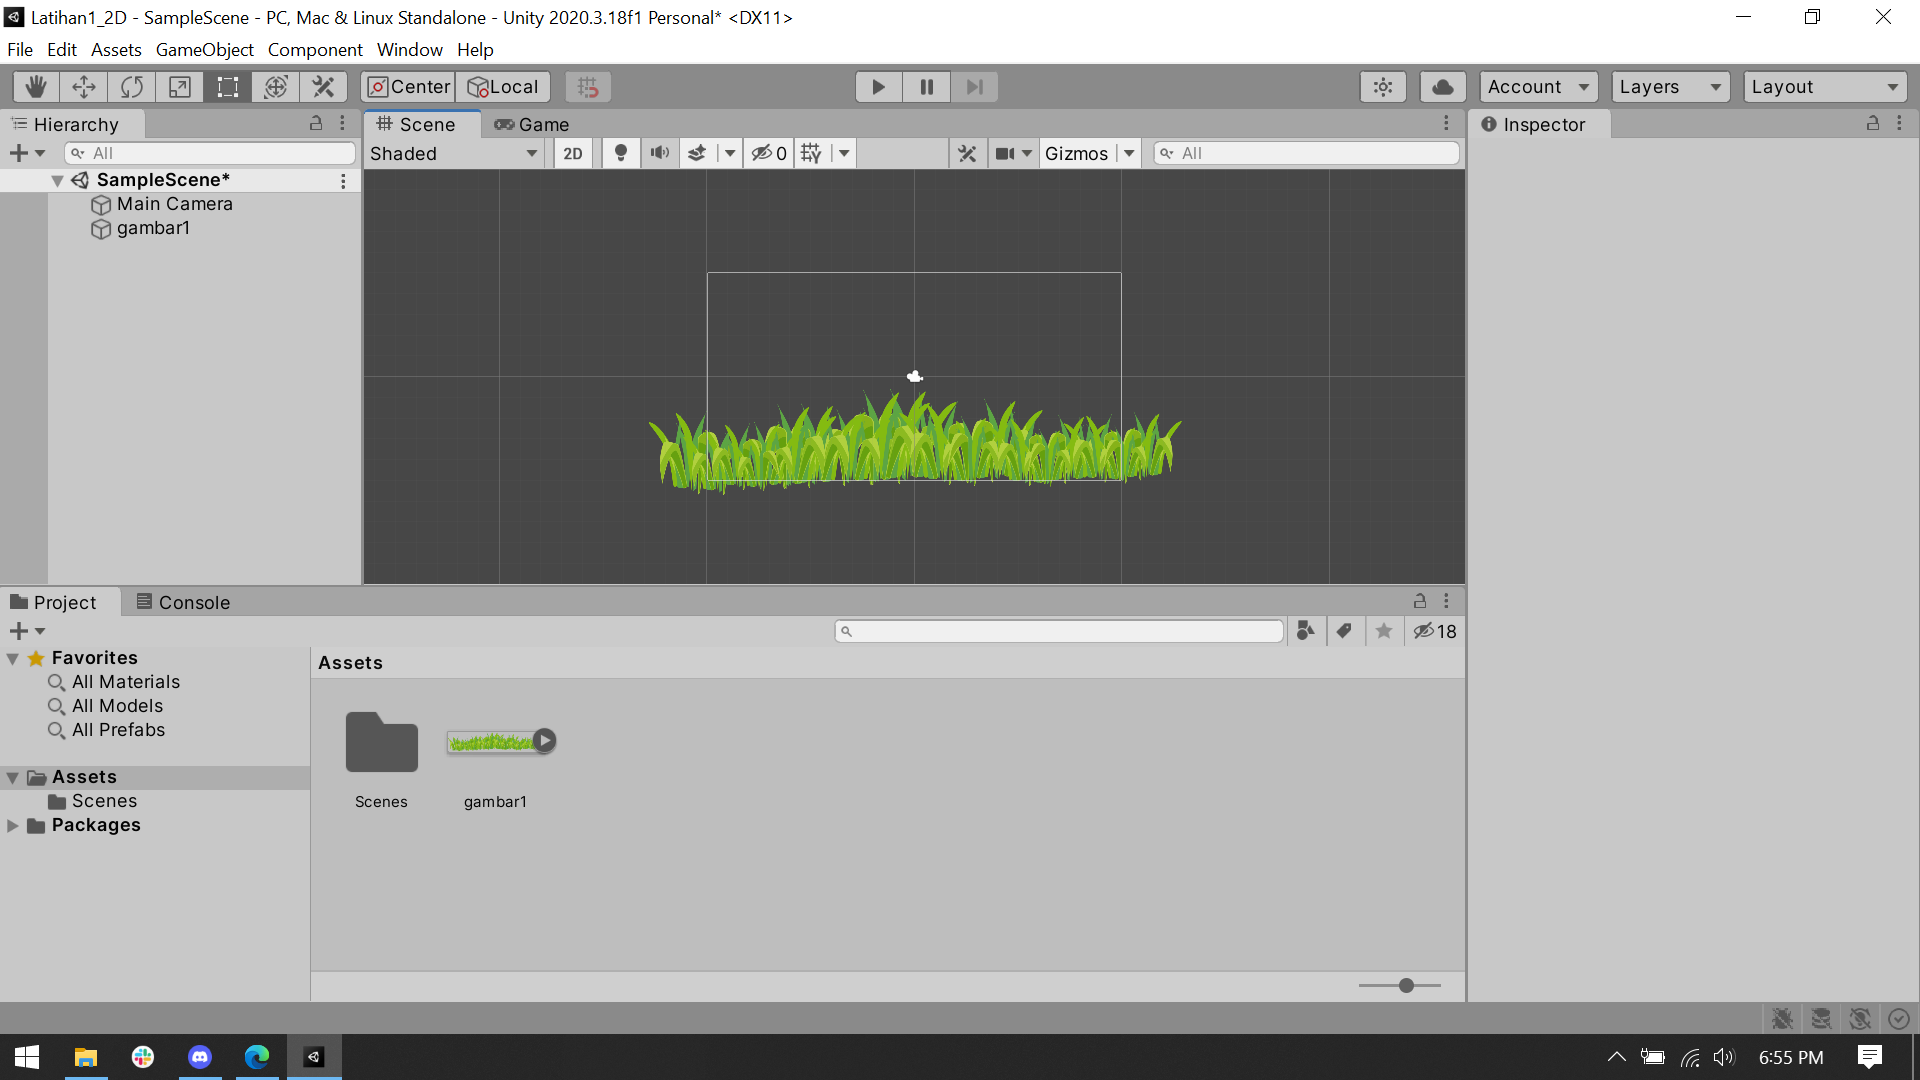 Latihan1_2D - SampleScene - PC, Mac & Linux Standalone - Unity 2020.3.18f1 Personal* <DX11>
File Edit Assets GameObject Component Window Help
Center Local Account Layers Layout
Hierarchy
All
SampleScene*
Main Camera
gambar1
Scene Game
Shaded 2D 0 Gizmos All
Inspector
Project Console
18
Favorites
All Materials
All Models
All Prefabs
Assets
Scenes
Packages
Assets
Scenes gambar1
6:55 PM